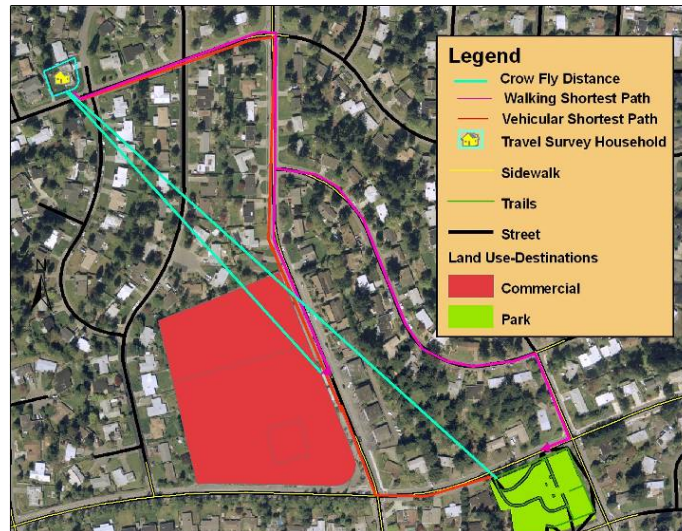 Legend
Crow Fly Distance
Walking Shortest Path
Vehicular Shortest Path
Travel Survey Household
Sidewalk
Trails
Street
Land Use-Destinations
Commercial
Park
N